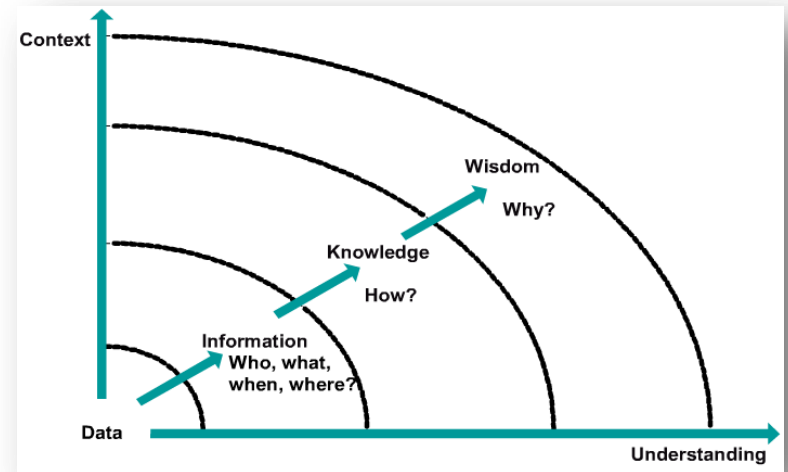 Context
Wisdom
Why?
Knowledge
How?
Information
Who, what,
when, where?
Data
Understanding